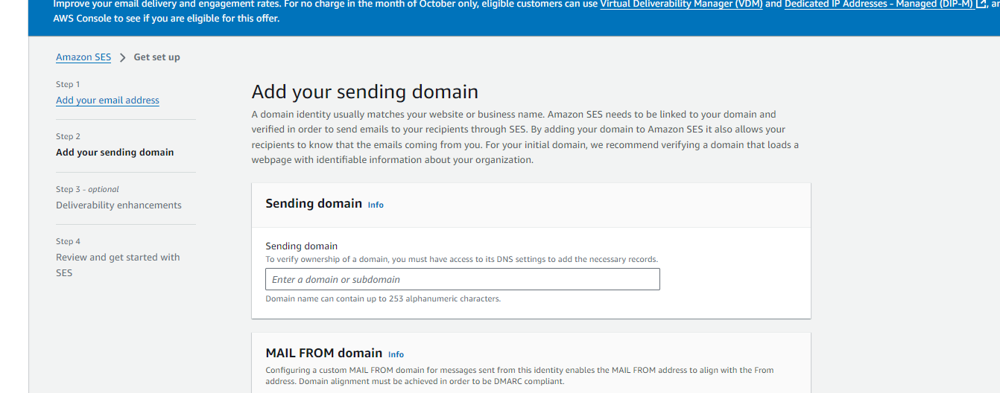 Improve your email delivery and engagement rates. For no charge in the month of October only, eligible customers can use Virtual Deliverability Manager (VDM) and Dedicated IP Addresses - Managed (DIP-M), 
AWS Console to see if you are eligible for this offer.
Amazon SES > Get set up
Step 1
Add your email address
Step 2
Add your sending domain
Step 3 - optional
Deliverability enhancements
Step 4
Review and get started with
SES
Add your sending domain
A domain identity usually matches your website or business name. Amazon SES needs to be linked to your domain and
verified in order to send emails to your recipients through SES. By adding your domain to Amazon SES it also allows your
recipients to know that the emails coming from you. For your initial domain, we recommend verifying a domain that loads a
webpage with identifiable information about your organization.
Sending domain Info
Sending domain
To verify ownership of a domain, you must have access to its DNS settings to add the necessary records.
Enter a domain or subdomain
Domain name can contain up to 253 alphanumeric characters.
MAIL FROM domain Info
Configuring a custom MAIL FROM domain for messages sent from this identity enables the MAIL FROM address to align with the From
address. Domain alignment must be achieved in order to be DMARC compliant.